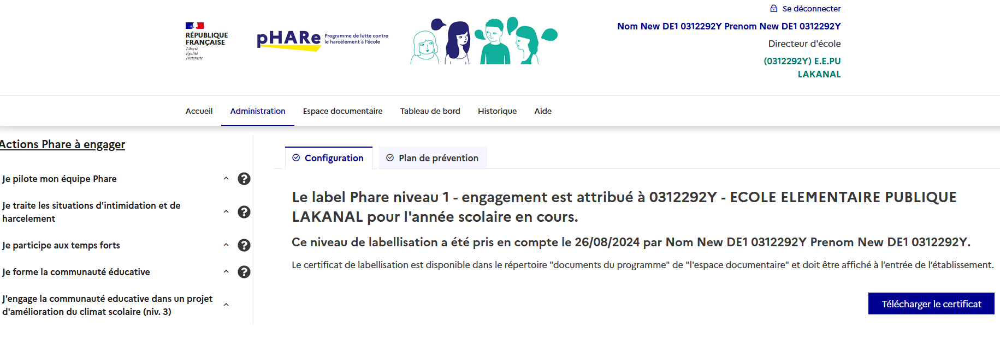 Se déconnecter
RÉPUBLIQUE
FRANÇAISE
Liberté
Égalité
Fraternité
pHARe
Programme de lutte contre
le harcèlement à l'école
Nom New DE1 0312292Y Prenom New DE1 0312292Y
Directeur d'école
(0312292Y) E.E.PU
LAKANAL
Accueil Administration Espace documentaire Tableau de bord Historique Aide
Actions Phare à engager
Je pilote mon équipe Phare
Je traite les situations d'intimidation et de
harcelement
Je participe aux temps forts
Je forme la communauté éducative
J'engage la communauté educative dans un projet
d'amélioration du climat scolaire (niv. 3)
Configuration Plan de prévention
Le label Phare niveau 1 - engagement est attribué à 0312292Y - ECOLE ELEMENTAIRE PUBLIQUE
LAKANAL pour l'année scolaire en cours.
Ce niveau de labellisation a été pris en compte le 26/08/2024 par Nom New DE1 0312292Y Prenom New DE1 0312292Y.
Le certificat de labellisation est disponible dans le répertoire "documents du programme" de "l'espace documentaire" et doit être affiché à l’entrée de l’établissement.
Télécharger le certificat